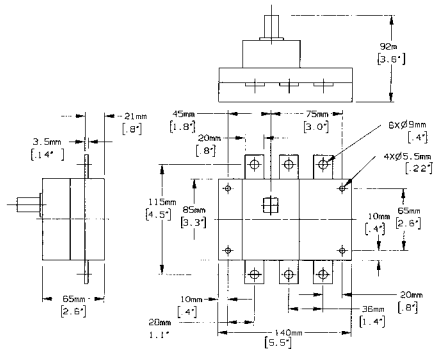 92m
[3.6"]
21mm
[.8"]
45mm
[1.8"]
75mm
[3.0"]
3.5mm
[.14"]
20mm
[.8"]
6XØ9mm
[.4"]
4XØ5.5mm
[.22"]
115mm
[4.5"]
85mm
[3.3"]
65mm
[2.6"]
10mm
[.4"]
65mm
[2.6"]
10mm
[.4"]
20mm
[.8"]
28mm
1.1"
36mm
[1.4"]
140mm
[5.5"]